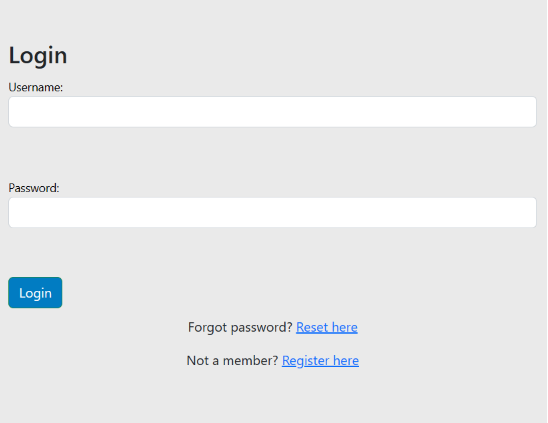 Login
Username:
Password:
Login
Forgot password? Reset here
Not a member? Register here